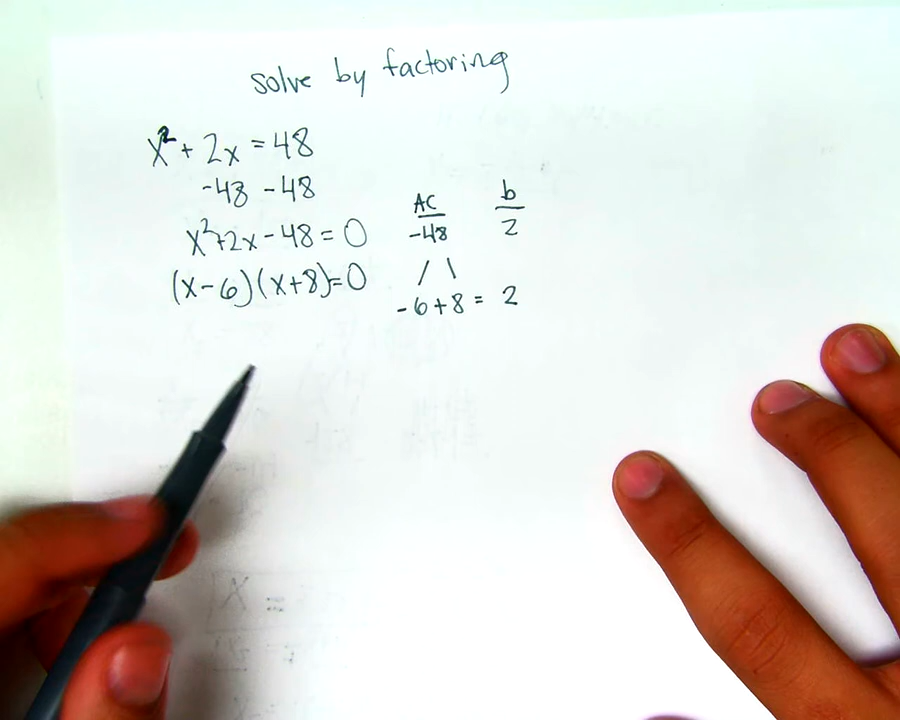 solve by factoring
x² + 2x = 48
-48 -48
x²+2x - 48 = 0
(x-6)(x+8)=0
AC b
-48 2
/ \
-6+8 = 2
x =